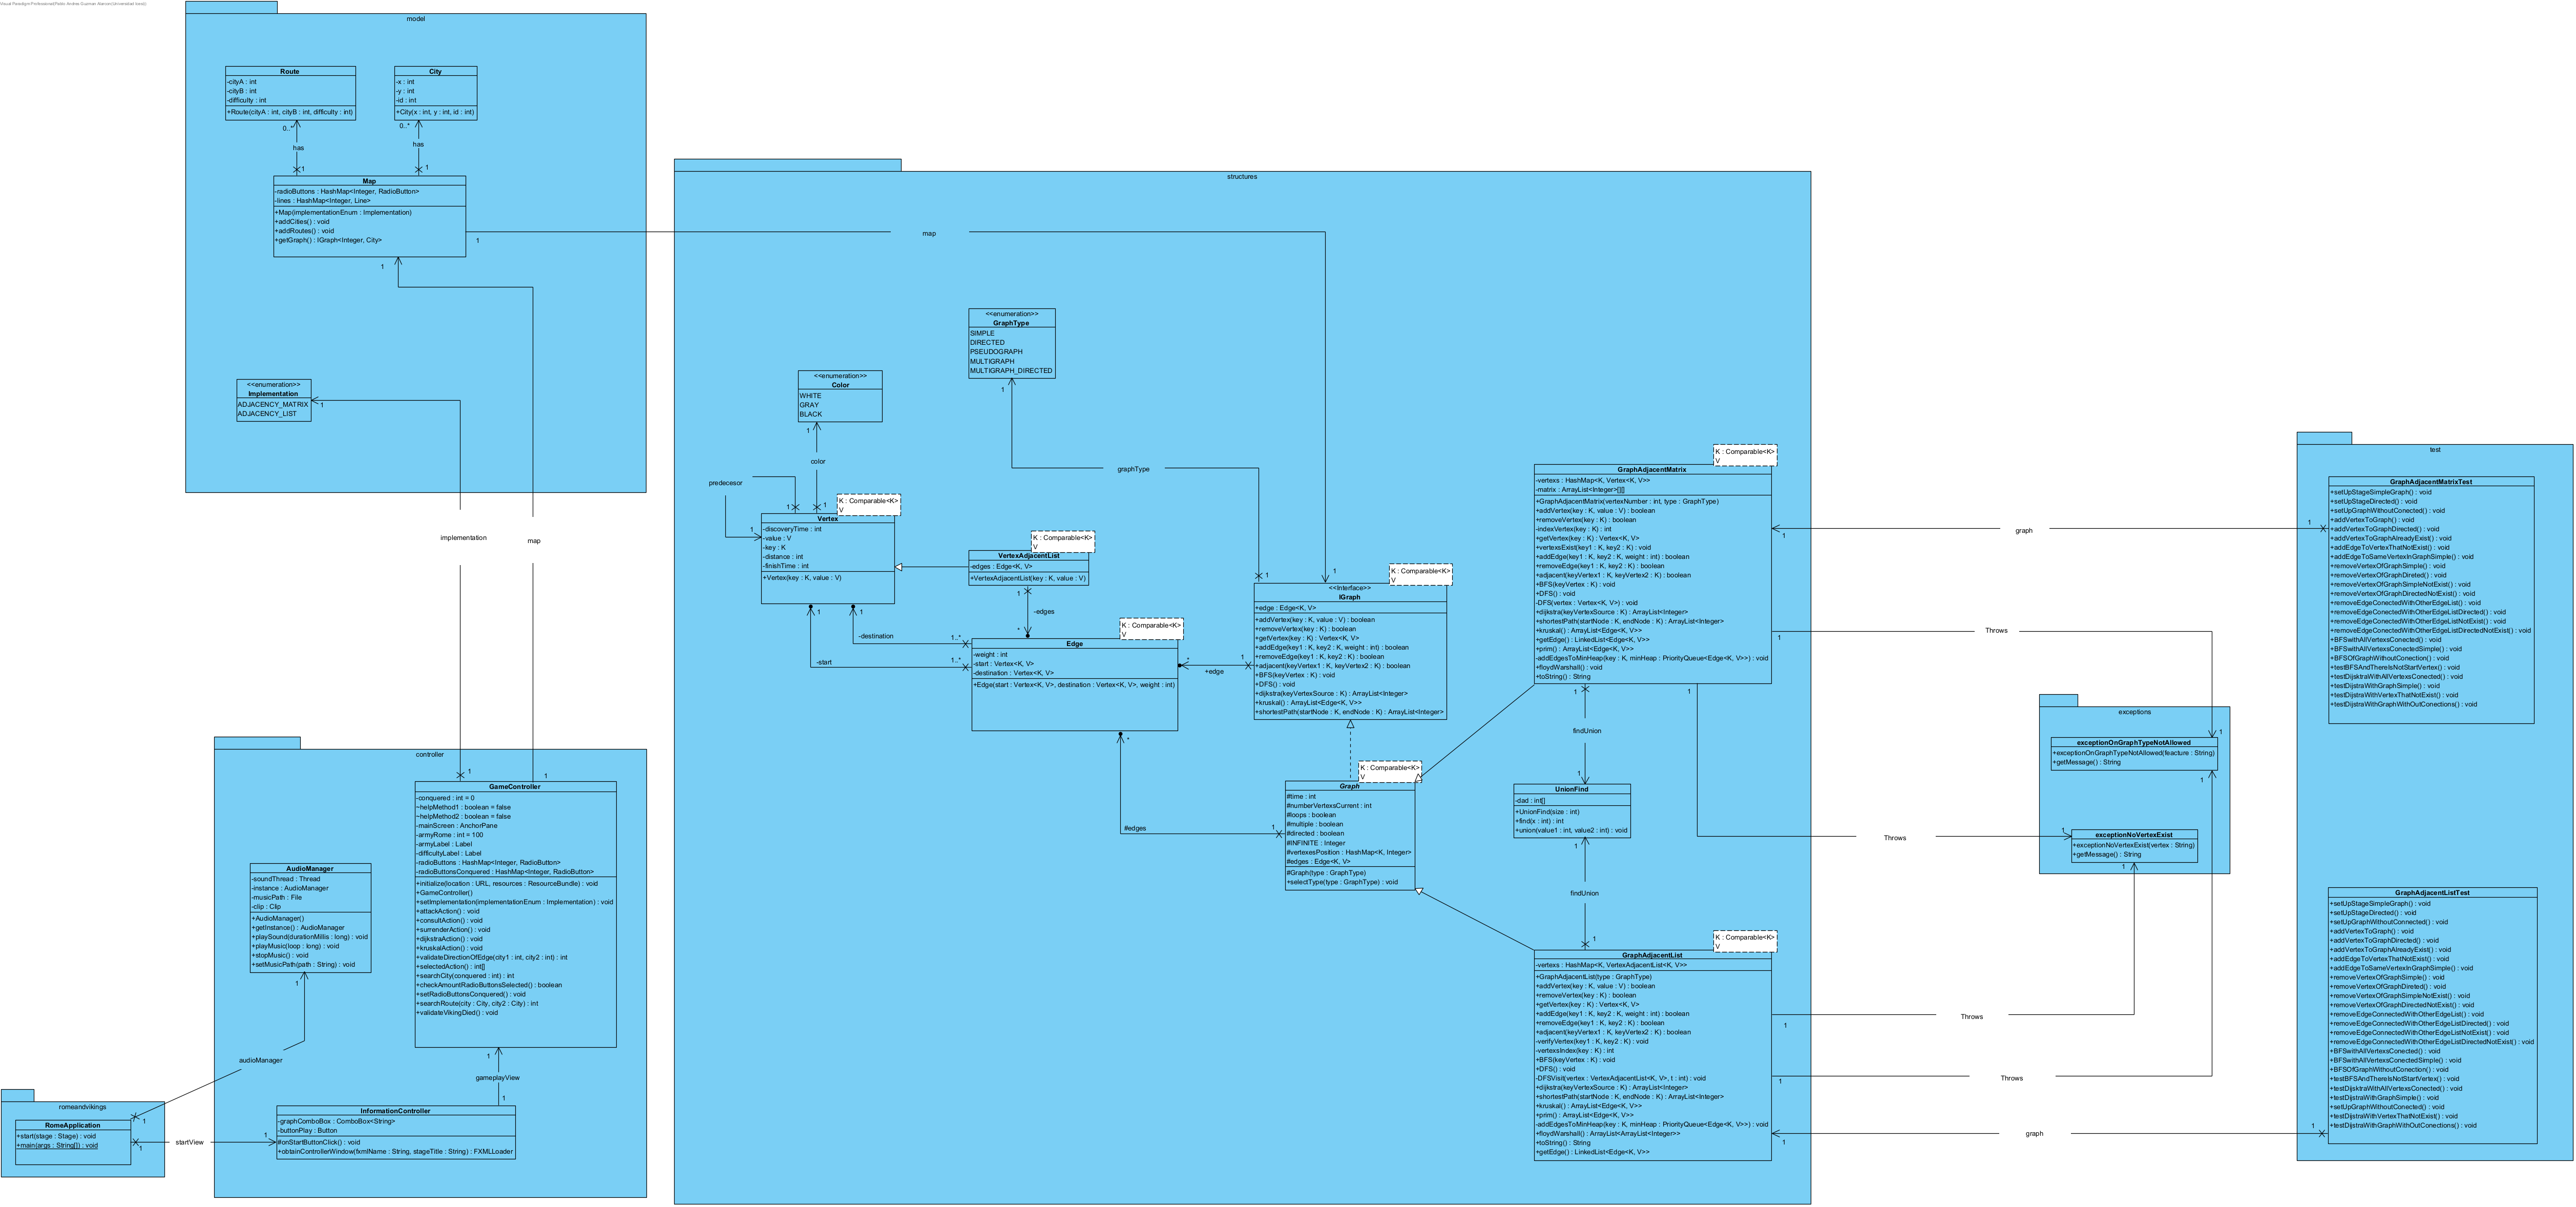 model
Route
-cityA : int
-cityB : int
-difficulty : int
+Route(cityA : int, cityB : int, difficulty : int)
City
-x : int
-y : int
-id : int
+City(x : int, y : int, id : int)
0..*
has
1
0..*
has
1
Map
-radioButtons : HashMap<Integer, RadioButton>
-lines : HashMap<Integer, Line>
+Map(implementationEnum : Implementation)
+addCities() : void
+addRoutes() : void
+getGraph() : IGraph<Integer, City>
1
map
1
1
<<enumeration>>
Implementation
ADJACENCY_MATRIX
ADJACENCY_LIST
1
implementation
1
map
1
controller
GameController
-conquered : int = 0
~helpMethod1 : boolean = false
~helpMethod2 : boolean = false
-mainScreen : AnchorPane
-armyRome : int = 100
-armyLabel : Label
-difficultyLabel : Label
-radioButtons : HashMap<Integer, RadioButton>
-radioButtonsConquered : HashMap<Integer, RadioButton>
+initialize(location : URL, resources : ResourceBundle) : void
+GameController()
+setImplementation(implementationEnum : Implementation) : void
+attackAction() : void
+consultAction() : void
+surrenderAction() : void
+dijkstraAction() : void
+kruskalAction() : void
+validateDirectionOfEdge(city1 : int, city2 : int) : int
+selectedAction() : int[]
+searchCity(conquered : int) : int
+checkAmountRadioButtonsSelected() : boolean
+setRadioButtonsConquered() : void
+searchRoute(city : City, city2 : City) : int
+validateVikingDied() : void
AudioManager
-soundThread : Thread
-instance : AudioManager
-musicPath : File
-clip : Clip
+AudioManager()
+getInstance() : AudioManager
+playSound(durationMillis : long) : void
+playMusic(loop : long) : void
+stopMusic() : void
+setMusicPath(path : String) : void
1
audioManager
1
1
gameplayView
1
InformationController
-graphComboBox : ComboBox<String>
-buttonPlay : Button
#onStartButtonClick() : void
+obtainControllerWindow(fxmlName : String, stageTitle : String) : FXMLLoader
romeandvikings
RomeApplication
+start(stage : Stage) : void
+main(args : String[]) : void
1
startView
1
structures
<<enumeration>>
GraphType
SIMPLE
DIRECTED
PSEUDOGRAPH
MULTIGRAPH
MULTIGRAPH_DIRECTED
1
graphType
1
<<enumeration>>
Color
WHITE
GRAY
BLACK
1
color
1
predecesor
1
1
K : Comparable<K>
V
Vertex
-discoveryTime : int
-value : V
-key : K
-distance : int
-finishTime : int
+Vertex(key : K, value : V)
K : Comparable<K>
V
VertexAdjacentList
-edges : Edge<K, V>
+VertexAdjacentList(key : K, value : V)
1
-edges
*
1
-destination
1..*
1
-start
1..*
K : Comparable<K>
V
Edge
-weight : int
-start : Vertex<K, V>
-destination : Vertex<K, V>
+Edge(start : Vertex<K, V>, destination : Vertex<K, V>, weight : int)
*
+edge
1
*
#edges
1
K : Comparable<K>
V
<<Interface>>
IGraph
+edge : Edge<K, V>
+addVertex(key : K, value : V) : boolean
+removeVertex(key : K) : boolean
+getVertex(key : K) : Vertex<K, V>
+addEdge(key1 : K, key2 : K, weight : int) : boolean
+removeEdge(key1 : K, key2 : K) : boolean
+adjacent(keyVertex1 : K, keyVertex2 : K) : boolean
+BFS(keyVertex : K) : void
+DFS() : void
+dijkstra(keyVertexSource : K) : ArrayList<Integer>
+kruskal() : ArrayList<Edge<K, V>>
+shortestPath(startNode : K, endNode : K) : ArrayList<Integer>
K : Comparable<K>
V
Graph
#time : int
#numberVertexsCurrent : int
#loops : boolean
#multiple : boolean
#directed : boolean
#INFINITE : Integer
#vertexesPosition : HashMap<K, Integer>
#edges : Edge<K, V>
#Graph(type : GraphType)
+selectType(type : GraphType) : void
K : Comparable<K>
V
GraphAdjacentMatrix
-vertexs : HashMap<K, Vertex<K, V>>
-matrix : ArrayList<Integer>[][]
+GraphAdjacentMatrix(vertexNumber : int, type : GraphType)
+addVertex(key : K, value : V) : boolean
+removeVertex(key : K) : boolean
-indexVertex(key : K) : int
+getVertex(key : K) : Vertex<K, V>
+vertexsExist(key1 : K, key2 : K) : void
+addEdge(key1 : K, key2 : K, weight : int) : boolean
+removeEdge(key1 : K, key2 : K) : boolean
+adjacent(keyVertex1 : K, keyVertex2 : K) : boolean
+BFS(keyVertex : K) : void
+DFS() : void
-DFS(vertex : Vertex<K, V>) : void
+dijkstra(keyVertexSource : K) : ArrayList<Integer>
+shortestPath(startNode : K, endNode : K) : ArrayList<Integer>
+kruskal() : ArrayList<Edge<K, V>>
+getEdge() : LinkedList<Edge<K, V>>
+prim() : ArrayList<Edge<K, V>>
-addEdgesToMinHeap(key : K, minHeap : PriorityQueue<Edge<K, V>>) : void
+floydWarshall() : void
+toString() : String
1
findUnion
1
UnionFind
-dad : int[]
+UnionFind(size : int)
+find(x : int) : int
+union(value1 : int, value2 : int) : void
1
findUnion
1
K : Comparable<K>
V
GraphAdjacentList
-vertexs : HashMap<K, VertexAdjacentList<K, V>>
+GraphAdjacentList(type : GraphType)
+addVertex(key : K, value : V) : boolean
+removeVertex(key : K) : boolean
+getVertex(key : K) : Vertex<K, V>
+addEdge(key1 : K, key2 : K, weight : int) : boolean
+removeEdge(key1 : K, key2 : K) : boolean
+adjacent(keyVertex1 : K, keyVertex2 : K) : boolean
-verifyVertex(key1 : K, key2 : K) : void
-vertexsIndex(key : K) : int
+BFS(keyVertex : K) : void
+DFS() : void
-DFSVisit(vertex : VertexAdjacentList<K, V>, t : int) : void
+dijkstra(keyVertexSource : K) : ArrayList<Integer>
+shortestPath(startNode : K, endNode : K) : ArrayList<Integer>
+kruskal() : ArrayList<Edge<K, V>>
+prim() : ArrayList<Edge<K, V>>
-addEdgesToMinHeap(key : K, minHeap : PriorityQueue<Edge<K, V>>) : void
+floydWarshall() : ArrayList<ArrayList<Integer>>
+toString() : String
+getEdge() : LinkedList<Edge<K, V>>
1
graph
1
1
Throws
1
1
Throws
1
1
Throws
1
1
Throws
1
1
graph
1
exceptions
exceptionOnGraphTypeNotAllowed
+exceptionOnGraphTypeNotAllowed(feacture : String)
+getMessage() : String
exceptionNoVertexExist
+exceptionNoVertexExist(vertex : String)
+getMessage() : String
test
GraphAdjacentMatrixTest
+setUpStageSimpleGraph() : void
+setUpStageDirected() : void
+setUpGraphWithoutConected() : void
+addVertexToGraph() : void
+addVertexToGraphDirected() : void
+addVertexToGraphAlreadyExist() : void
+addEdgeToVertexThatNotExist() : void
+addEdgeToSameVertexInGraphSimple() : void
+removeVertexOfGraphSimple() : void
+removeVertexOfGraphDireted() : void
+removeVertexOfGraphSimpleNotExist() : void
+removeVertexOfGraphDirectedNotExist() : void
+removeEdgeConectedWithOtherEdgeList() : void
+removeEdgeConectedWithOtherEdgeListDirected() : void
+removeEdgeConectedWithOtherEdgeListNotExist() : void
+removeEdgeConectedWithOtherEdgeListDirectedNotExist() : void
+BFSwithAllVertexsConected() : void
+BFSwithAllVertexsConectedSimple() : void
+BFSOfGraphWithoutConection() : void
+testBFSAndThereIsNotStartVertex() : void
+testDijsktraWithAllVertexsConected() : void
+testDijstraWithGraphSimple() : void
+testDijstraWithVertexThatNotExist() : void
+testDijstraWithGraphWithOutConections() : void
GraphAdjacentListTest
+setUpStageSimpleGraph() : void
+setUpStageDirected() : void
+setUpGraphWithoutConnected() : void
+addVertexToGraph() : void
+addVertexToGraphDirected() : void
+addVertexToGraphAlreadyExist() : void
+addEdgeToVertexThatNotExist() : void
+addEdgeToSameVertexInGraphSimple() : void
+removeVertexOfGraphSimple() : void
+removeVertexOfGraphDireted() : void
+removeVertexOfGraphSimpleNotExist() : void
+removeVertexOfGraphDirectedNotExist() : void
+removeEdgeConnectedWithOtherEdgeList() : void
+removeEdgeConnectedWithOtherEdgeListDirected() : void
+removeEdgeConnectedWithOtherEdgeListNotExist() : void
+removeEdgeConnectedWithOtherEdgeListDirectedNotExist() : void
+BFSwithAllVertexsConected() : void
+BFSwithAllVertexsConectedSimple() : void
+BFSOfGraphWithoutConection() : void
+testBFSAndThereIsNotStartVertex() : void
+testDijsktraWithAllVertexsConected() : void
+testDijstraWithGraphSimple() : void
+setUpGraphWithoutConected() : void
+testDijstraWithVertexThatNotExist() : void
+testDijstraWithGraphWithOutConections() : void